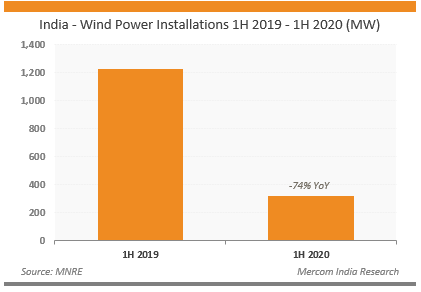 India - Wind Power Installations 1H 2019 - 1H 2020 (MW)
1,400
1,200
1,000
800
600
400
200
0
-74% YoY
1H 2019
1H 2020
Source: MNRE
Mercom India Research